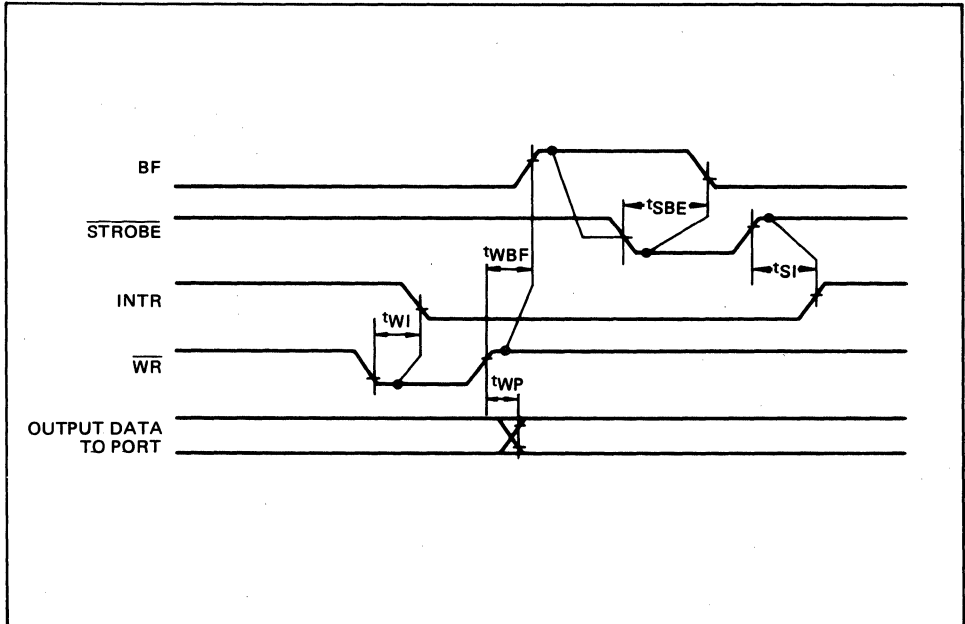 BF
STROBE
tSBE
tWBF
tSI
INTR
tWI
WR
tWP
OUTPUT DATA
TO PORT